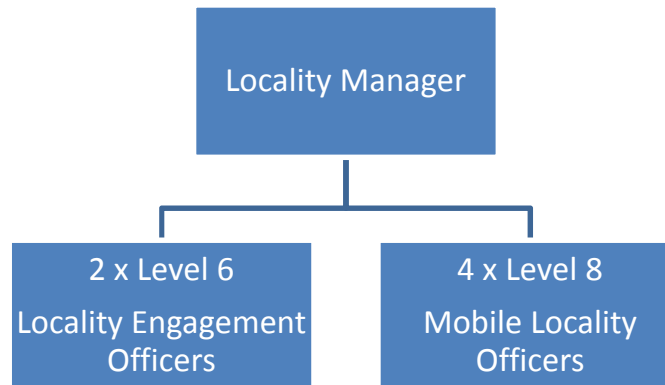 Locality Manager
2 x Level 6
Locality Engagement
Officers
4 x Level 8
Mobile Locality
Officers